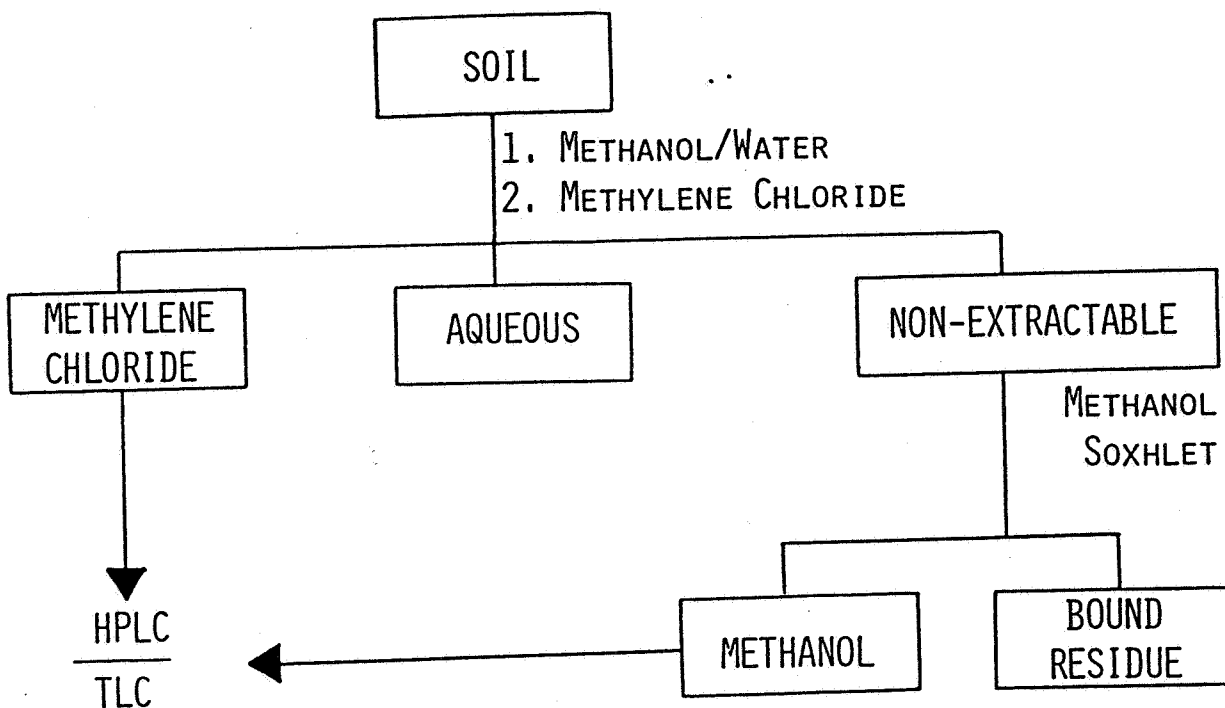 SOIL
1. METHANOL/WATER
2. METHYLENE CHLORIDE
METHYLENE
CHLORIDE
AQUEOUS
NON-EXTRACTABLE
METHANOL
SOXHLET
HPLC
TLC
METHANOL
BOUND
RESIDUE